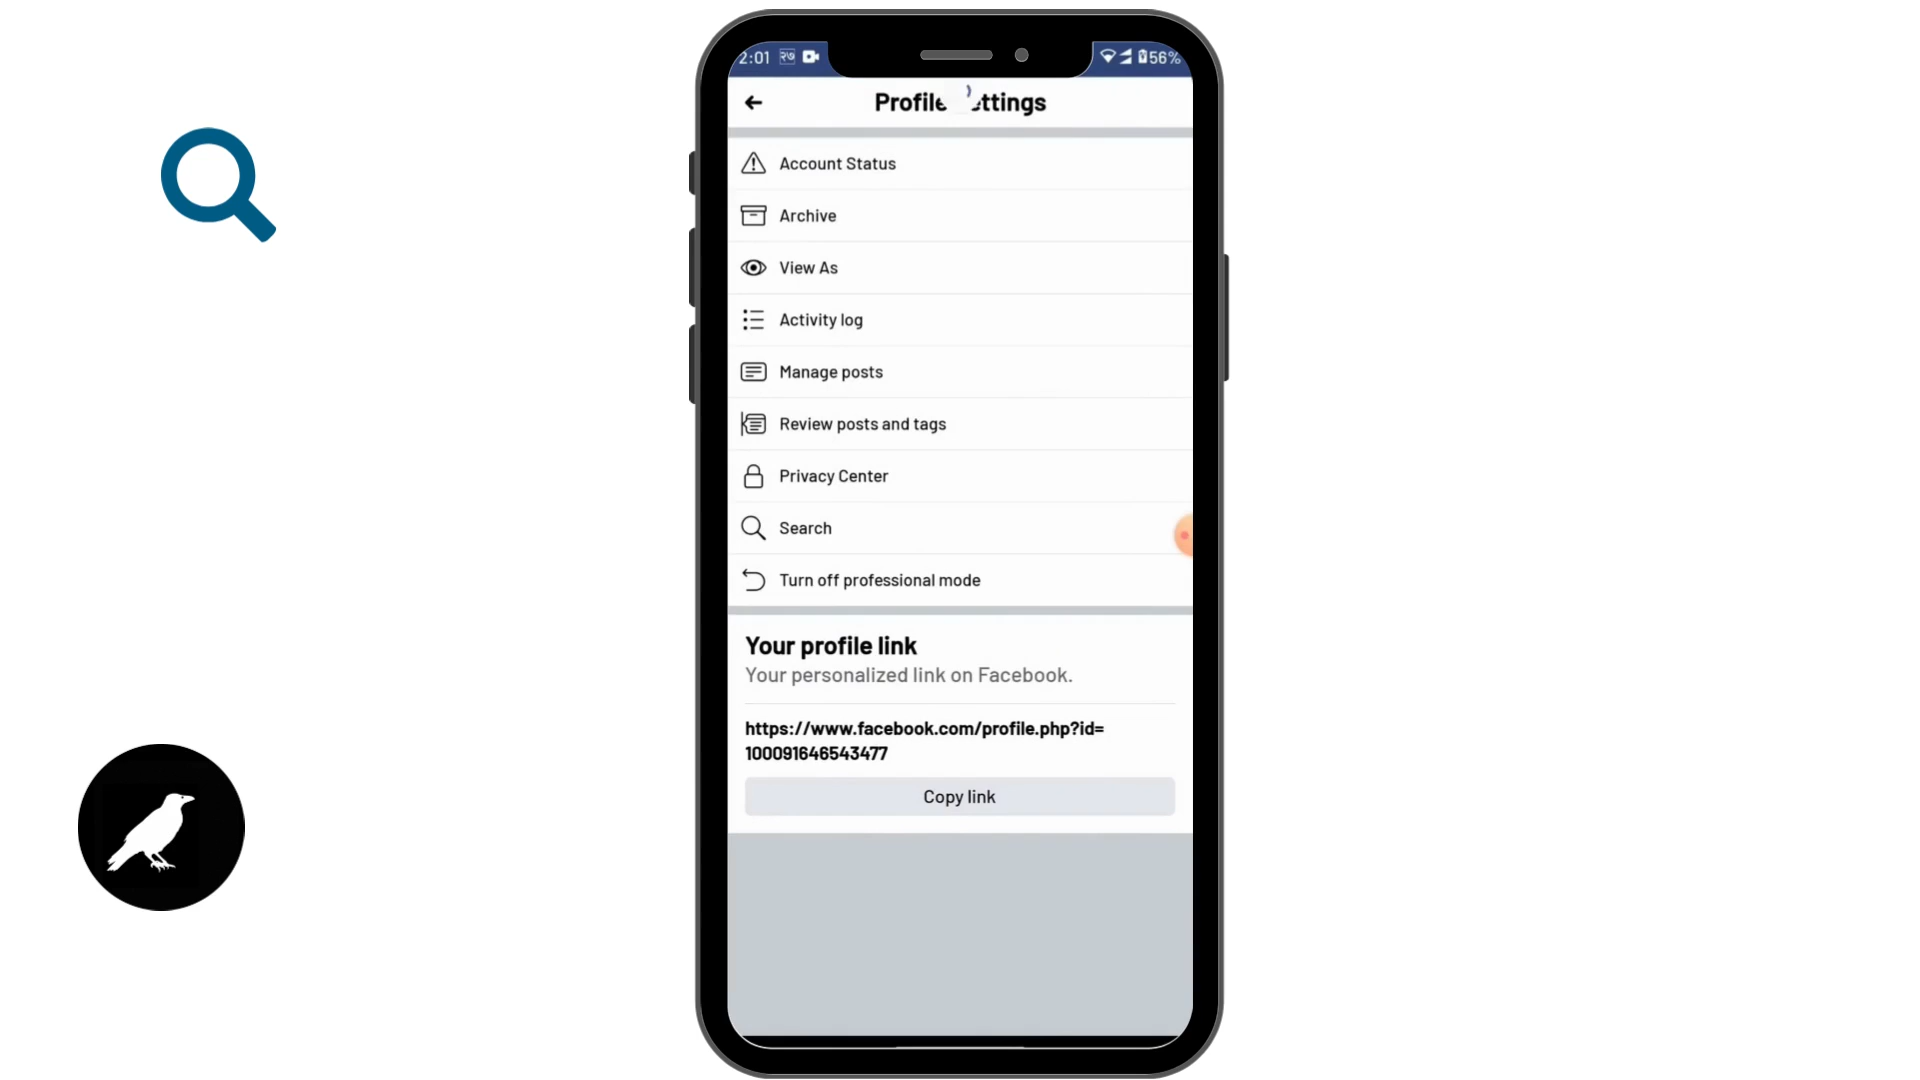 2:01 २७ 56%
Profile ettings
Account Status
Archive
View As
Activity log
Manage posts
Review posts and tags
Privacy Center
Search
Turn off professional mode
Your profile link
Your personalized link on Facebook.
https://www.facebook.com/profile.php?id=
100091646543477
Copy link